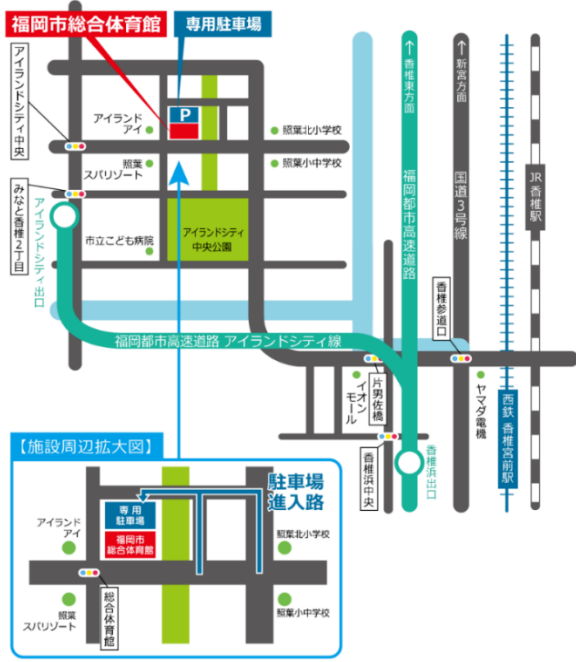 福岡市総合体育館
専用駐車場
P
アイランドシティ中央
アイランド
アイ
照葉北小学校
照葉
スパリゾート
照葉小中学校
みなと香椎2丁目
アイランドシティ出口
市立こども病院
アイランドシティ
中央公園
↑香椎東方面
↑新宮方面
福岡都市高速道路
国道3号線
JR香椎駅
香椎参道口
福岡都市高速道路 アイランドシティ線
片男佐橋
イオン
モール
ヤマダ電機
西鉄 香椎宮前駅
香椎浜中央
香椎浜出口
【施設周辺拡大図】
駐車場
進入路
専用
駐車場
福岡市
総合体育館
アイランド
アイ
照葉北小学校
総合体育館
照葉
スパリゾート
照葉小中学校